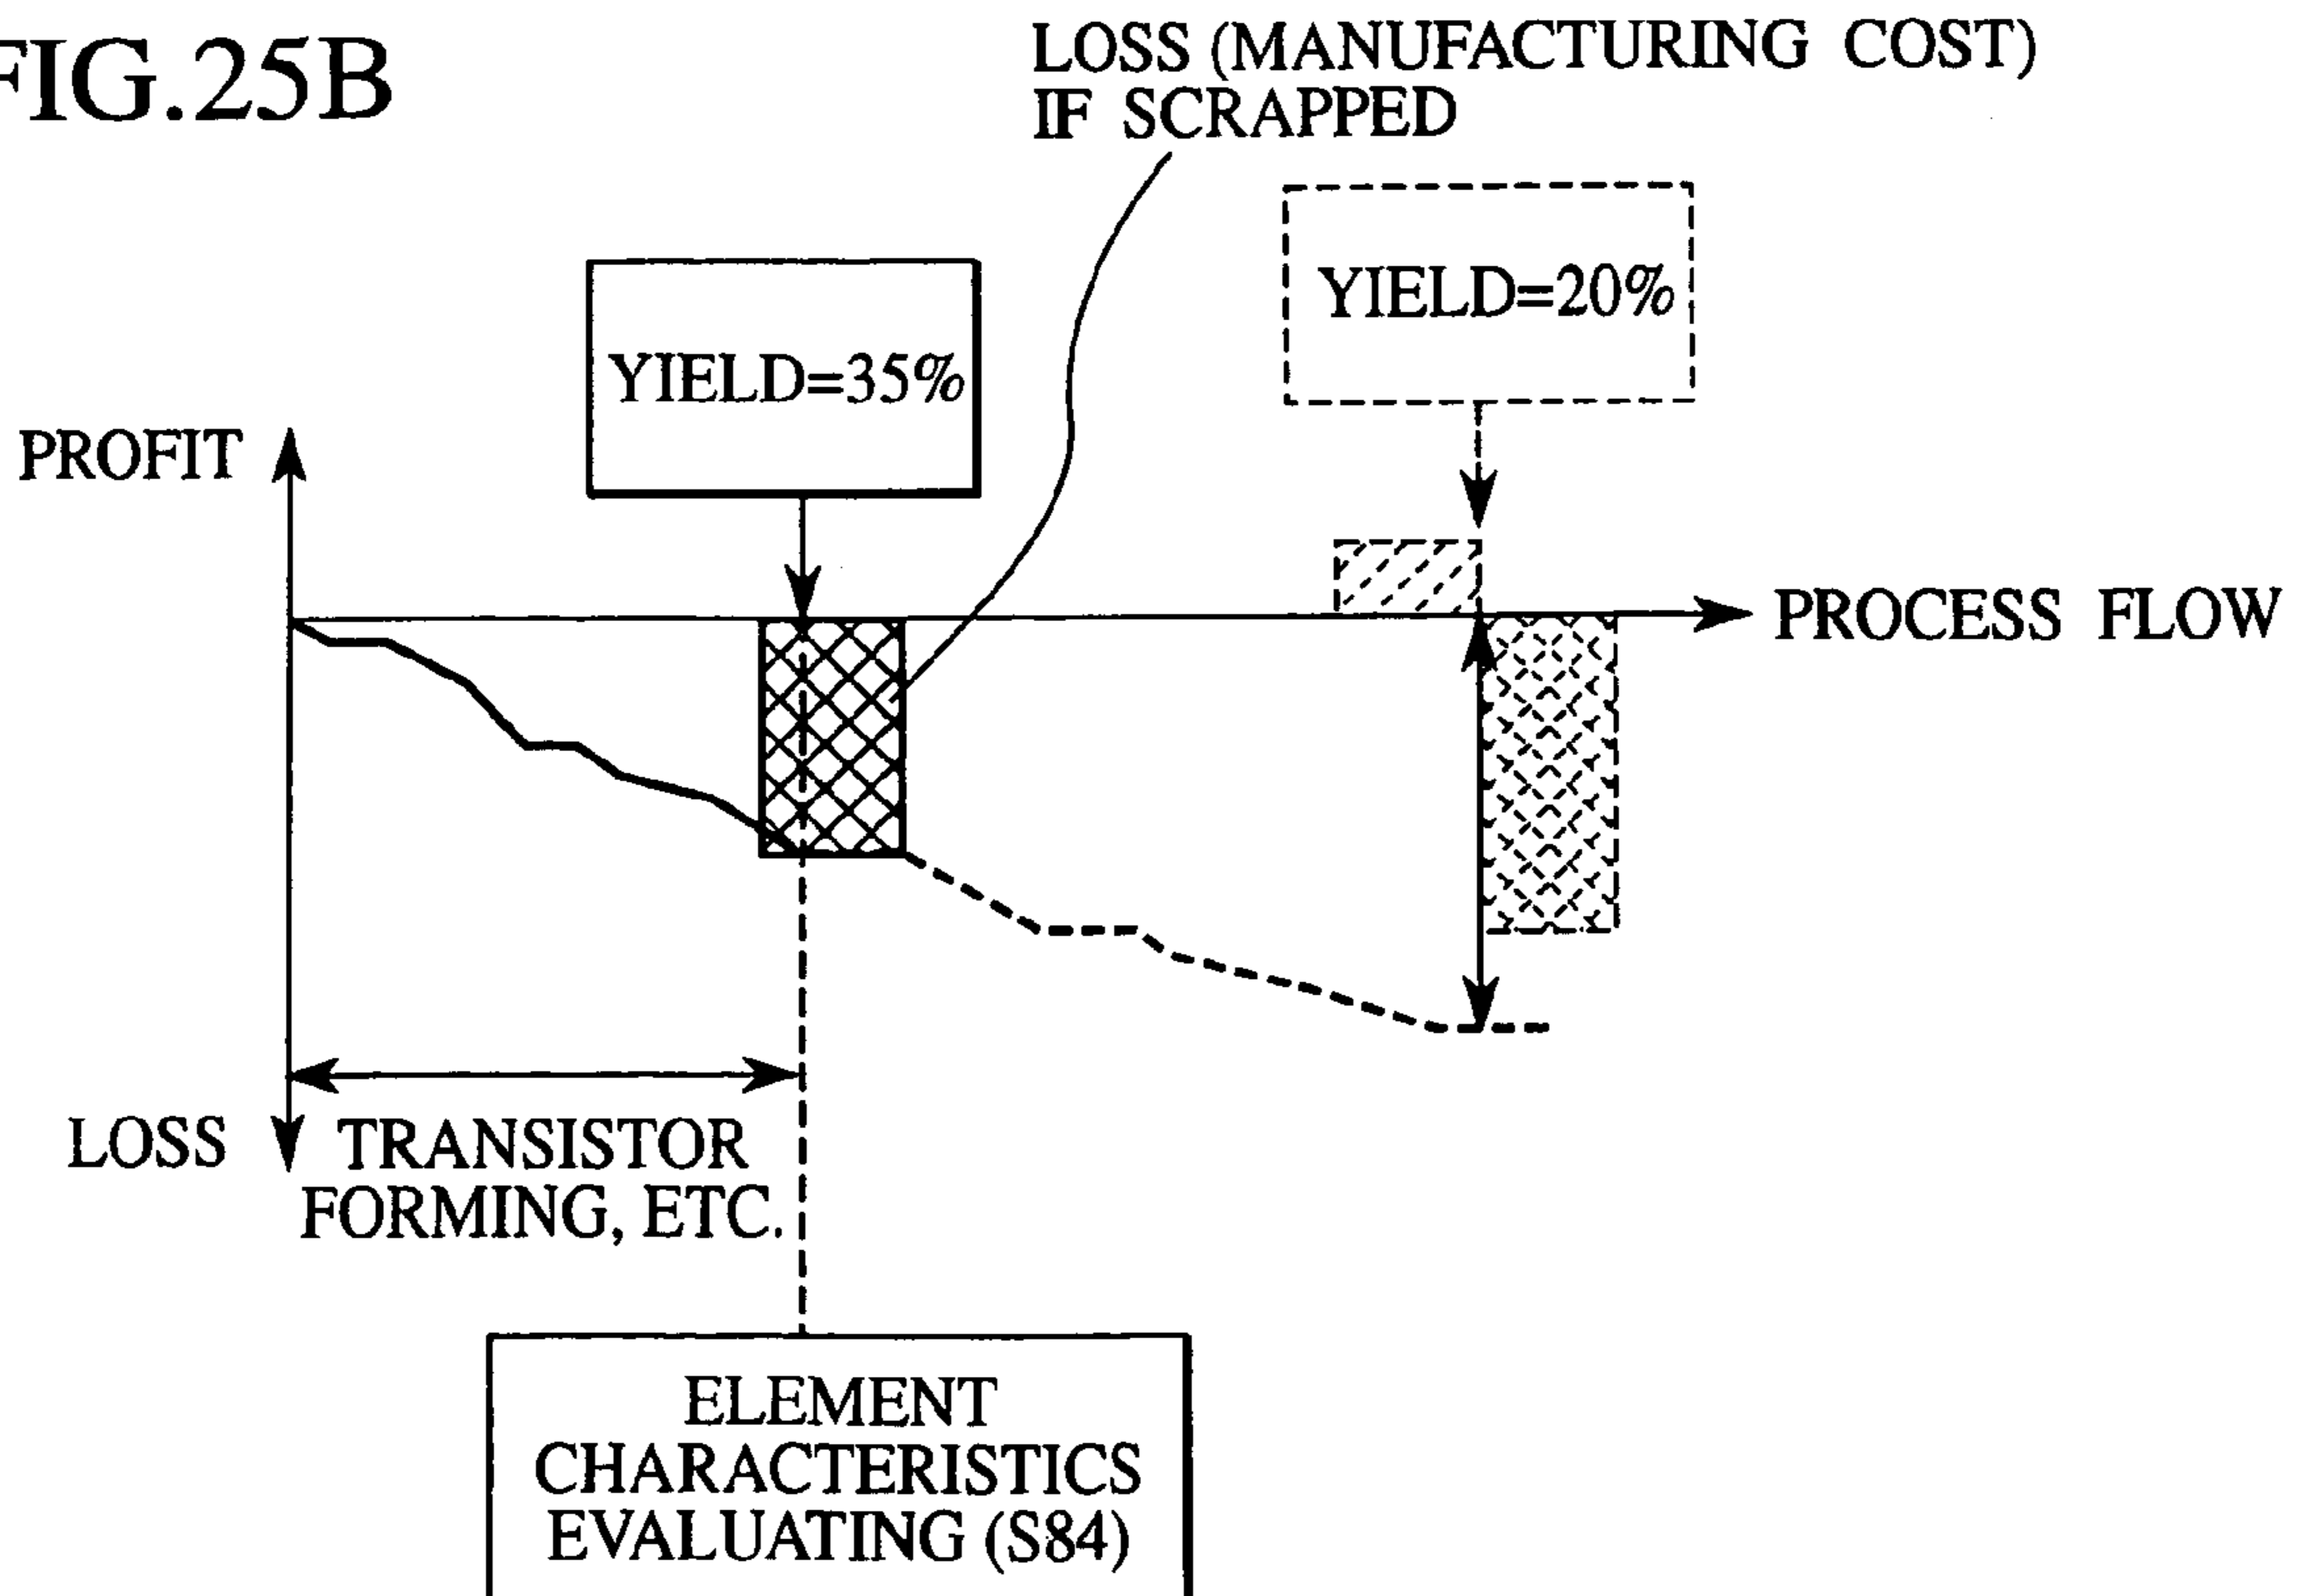 FIG.25B
LOSS (MANUFACTURING COST)
IF SCRAPPED
YIELD=20%
YIELD=35%
PROFIT
PROCESS FLOW
LOSS
TRANSISTOR
FORMING, ETC.
ELEMENT
CHARACTERISTICS
EVALUATING (S84)